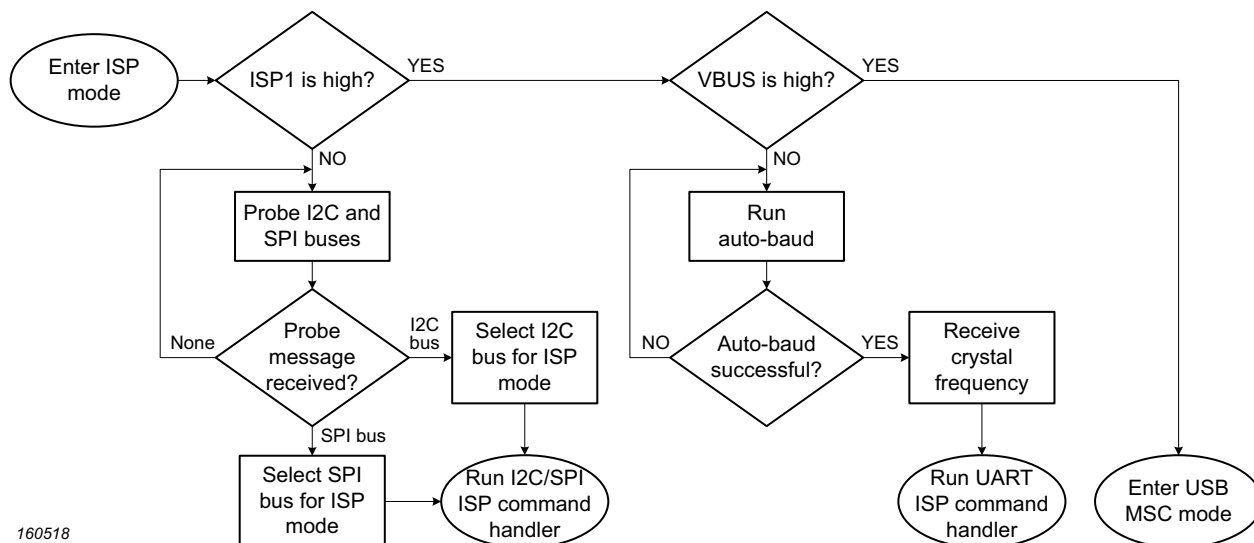 Enter ISP
mode
ISP1 is high?
YES
VBUS is high?
YES
NO
NO
Probe I2C and
SPI buses
Run
auto-baud
None
Probe
message
received?
I2C
bus
Select I2C
bus for ISP
mode
NO
Auto-baud
successful?
YES
Receive
crystal
frequency
SPI bus
Select SPI
bus for ISP
mode
Run I2C/SPI
ISP command
handler
Run UART
ISP command
handler
Enter USB
MSC mode
160518